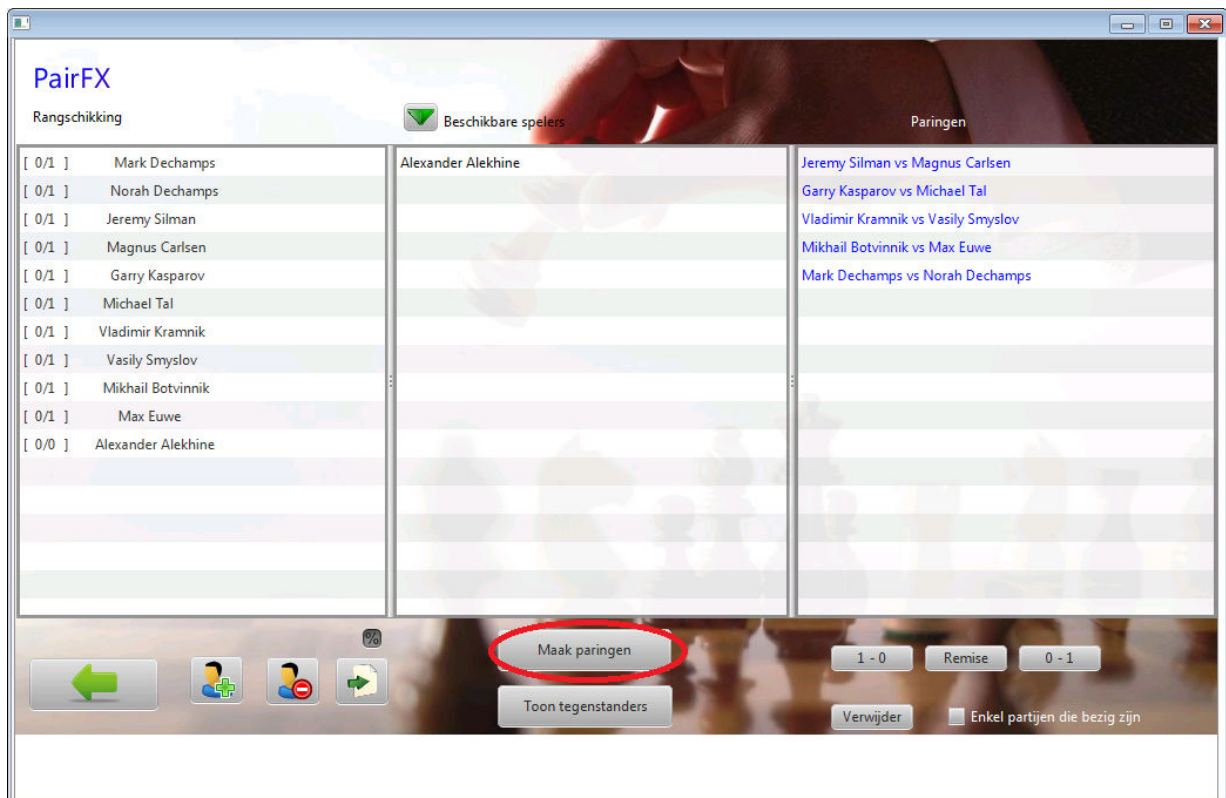 PairFX
Rangschikking
Beschikbare spelers
Paringen
[ 0/1 ] Mark Dechamps
[ 0/1 ] Norah Dechamps
[ 0/1 ] Jeremy Silman
[ 0/1 ] Magnus Carlsen
[ 0/1 ] Garry Kasparov
[ 0/1 ] Michael Tal
[ 0/1 ] Vladimir Kramnik
[ 0/1 ] Vasily Smyslov
[ 0/1 ] Mikhail Botvinnik
[ 0/1 ] Max Euwe
[ 0/0 ] Alexander Alekhine
Alexander Alekhine
Jeremy Silman vs Magnus Carlsen
Garry Kasparov vs Michael Tal
Vladimir Kramnik vs Vasily Smyslov
Mikhail Botvinnik vs Max Euwe
Mark Dechamps vs Norah Dechamps
%
Maak paringen
Toon tegenstanders
1 - 0
Remise
0 - 1
Verwijder
Enkel partijen die bezig zijn